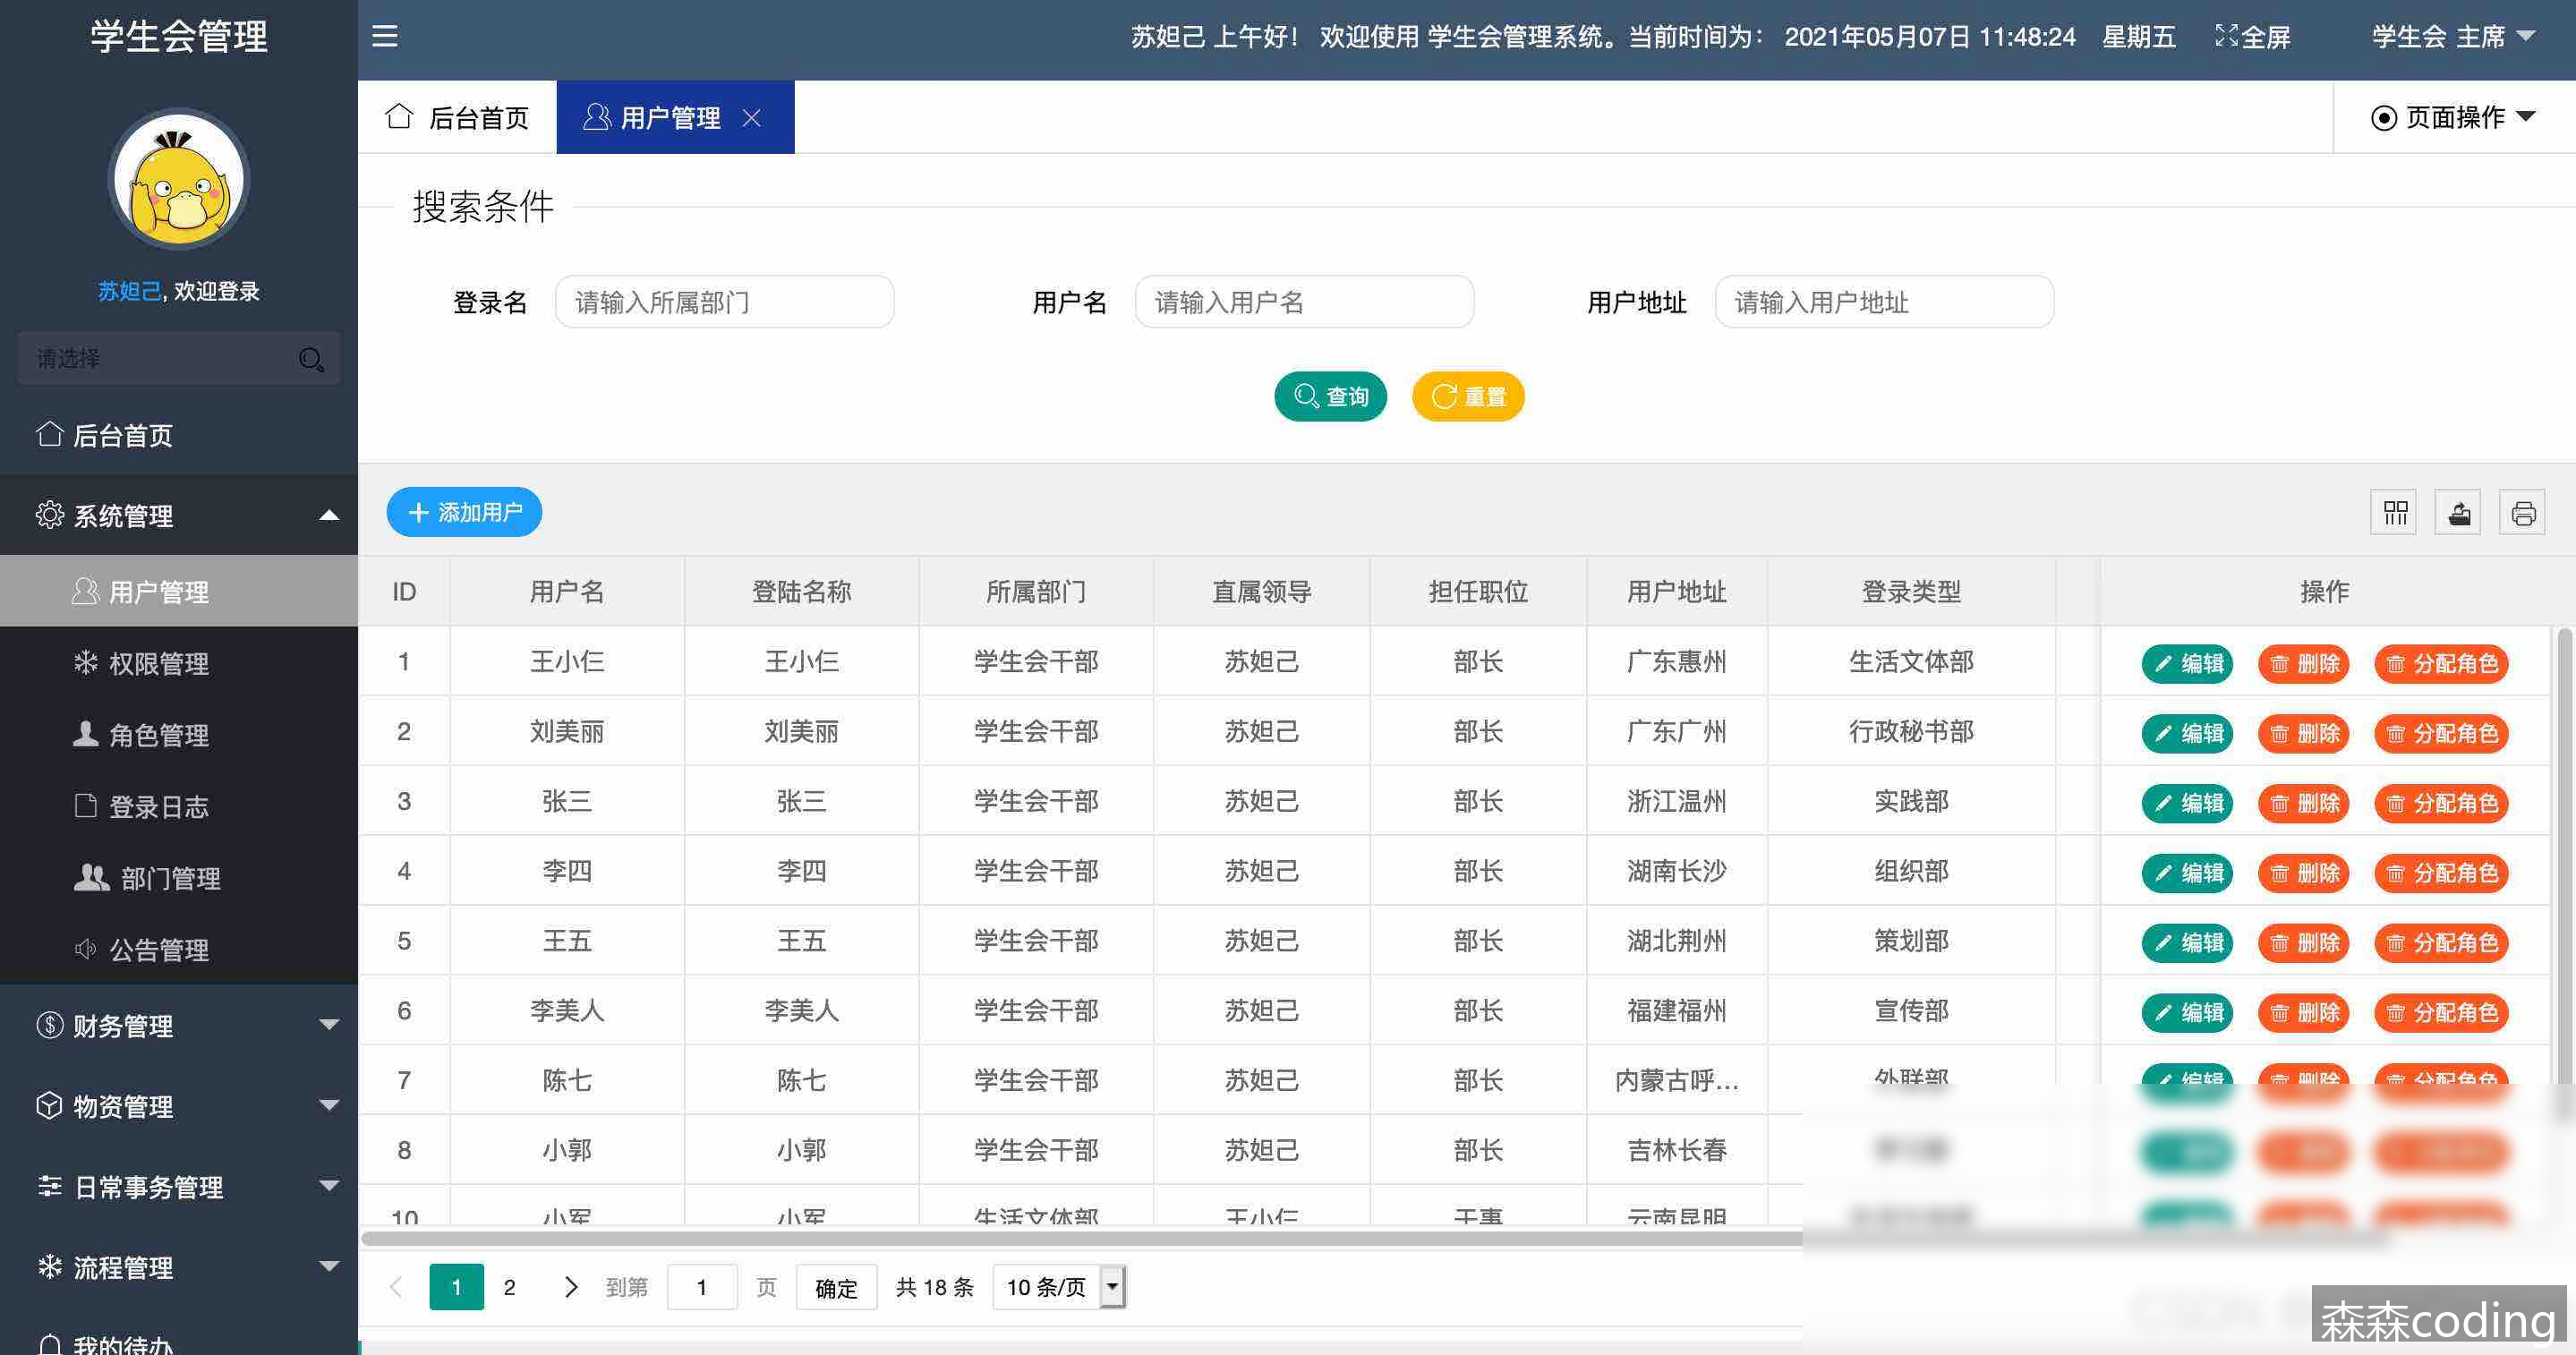 学生会管理
苏妲己 上午好！ 欢迎使用 学生会管理系统。当前时间为： 2021年05月07日 11:48:24 星期五 全屏 学生会 主席
后台首页 用户管理 页面操作
苏妲己, 欢迎登录
请选择
后台首页
系统管理
用户管理
权限管理
角色管理
登录日志
部门管理
公告管理
财务管理
物资管理
日常事务管理
流程管理
我的待办
搜索条件
登录名 请输入所属部门 用户名 请输入用户名 用户地址 请输入用户地址
查询 重置
添加用户
ID 用户名 登陆名称 所属部门 直属领导 担任职位 用户地址 登录类型 操作
1 王小仨 王小仨 学生会干部 苏妲己 部长 广东惠州 生活文体部 编辑 删除 分配角色
2 刘美丽 刘美丽 学生会干部 苏妲己 部长 广东广州 行政秘书部 编辑 删除 分配角色
3 张三 张三 学生会干部 苏妲己 部长 浙江温州 实践部 编辑 删除 分配角色
4 李四 李四 学生会干部 苏妲己 部长 湖南长沙 组织部 编辑 删除 分配角色
5 王五 王五 学生会干部 苏妲己 部长 湖北荆州 策划部 编辑 删除 分配角色
6 李美人 李美人 学生会干部 苏妲己 部长 福建福州 宣传部 编辑 删除 分配角色
7 陈七 陈七 学生会干部 苏妲己 部长 内蒙古呼... 外联部 编辑 删除 分配角色
8 小郭 小郭 学生会干部 苏妲己 部长 吉林长春
10 小军 小军 生活文体部 王小仨 干事 云南昆明
1 2 到第 1 页 确定 共 18 条 10 条/页
森森coding